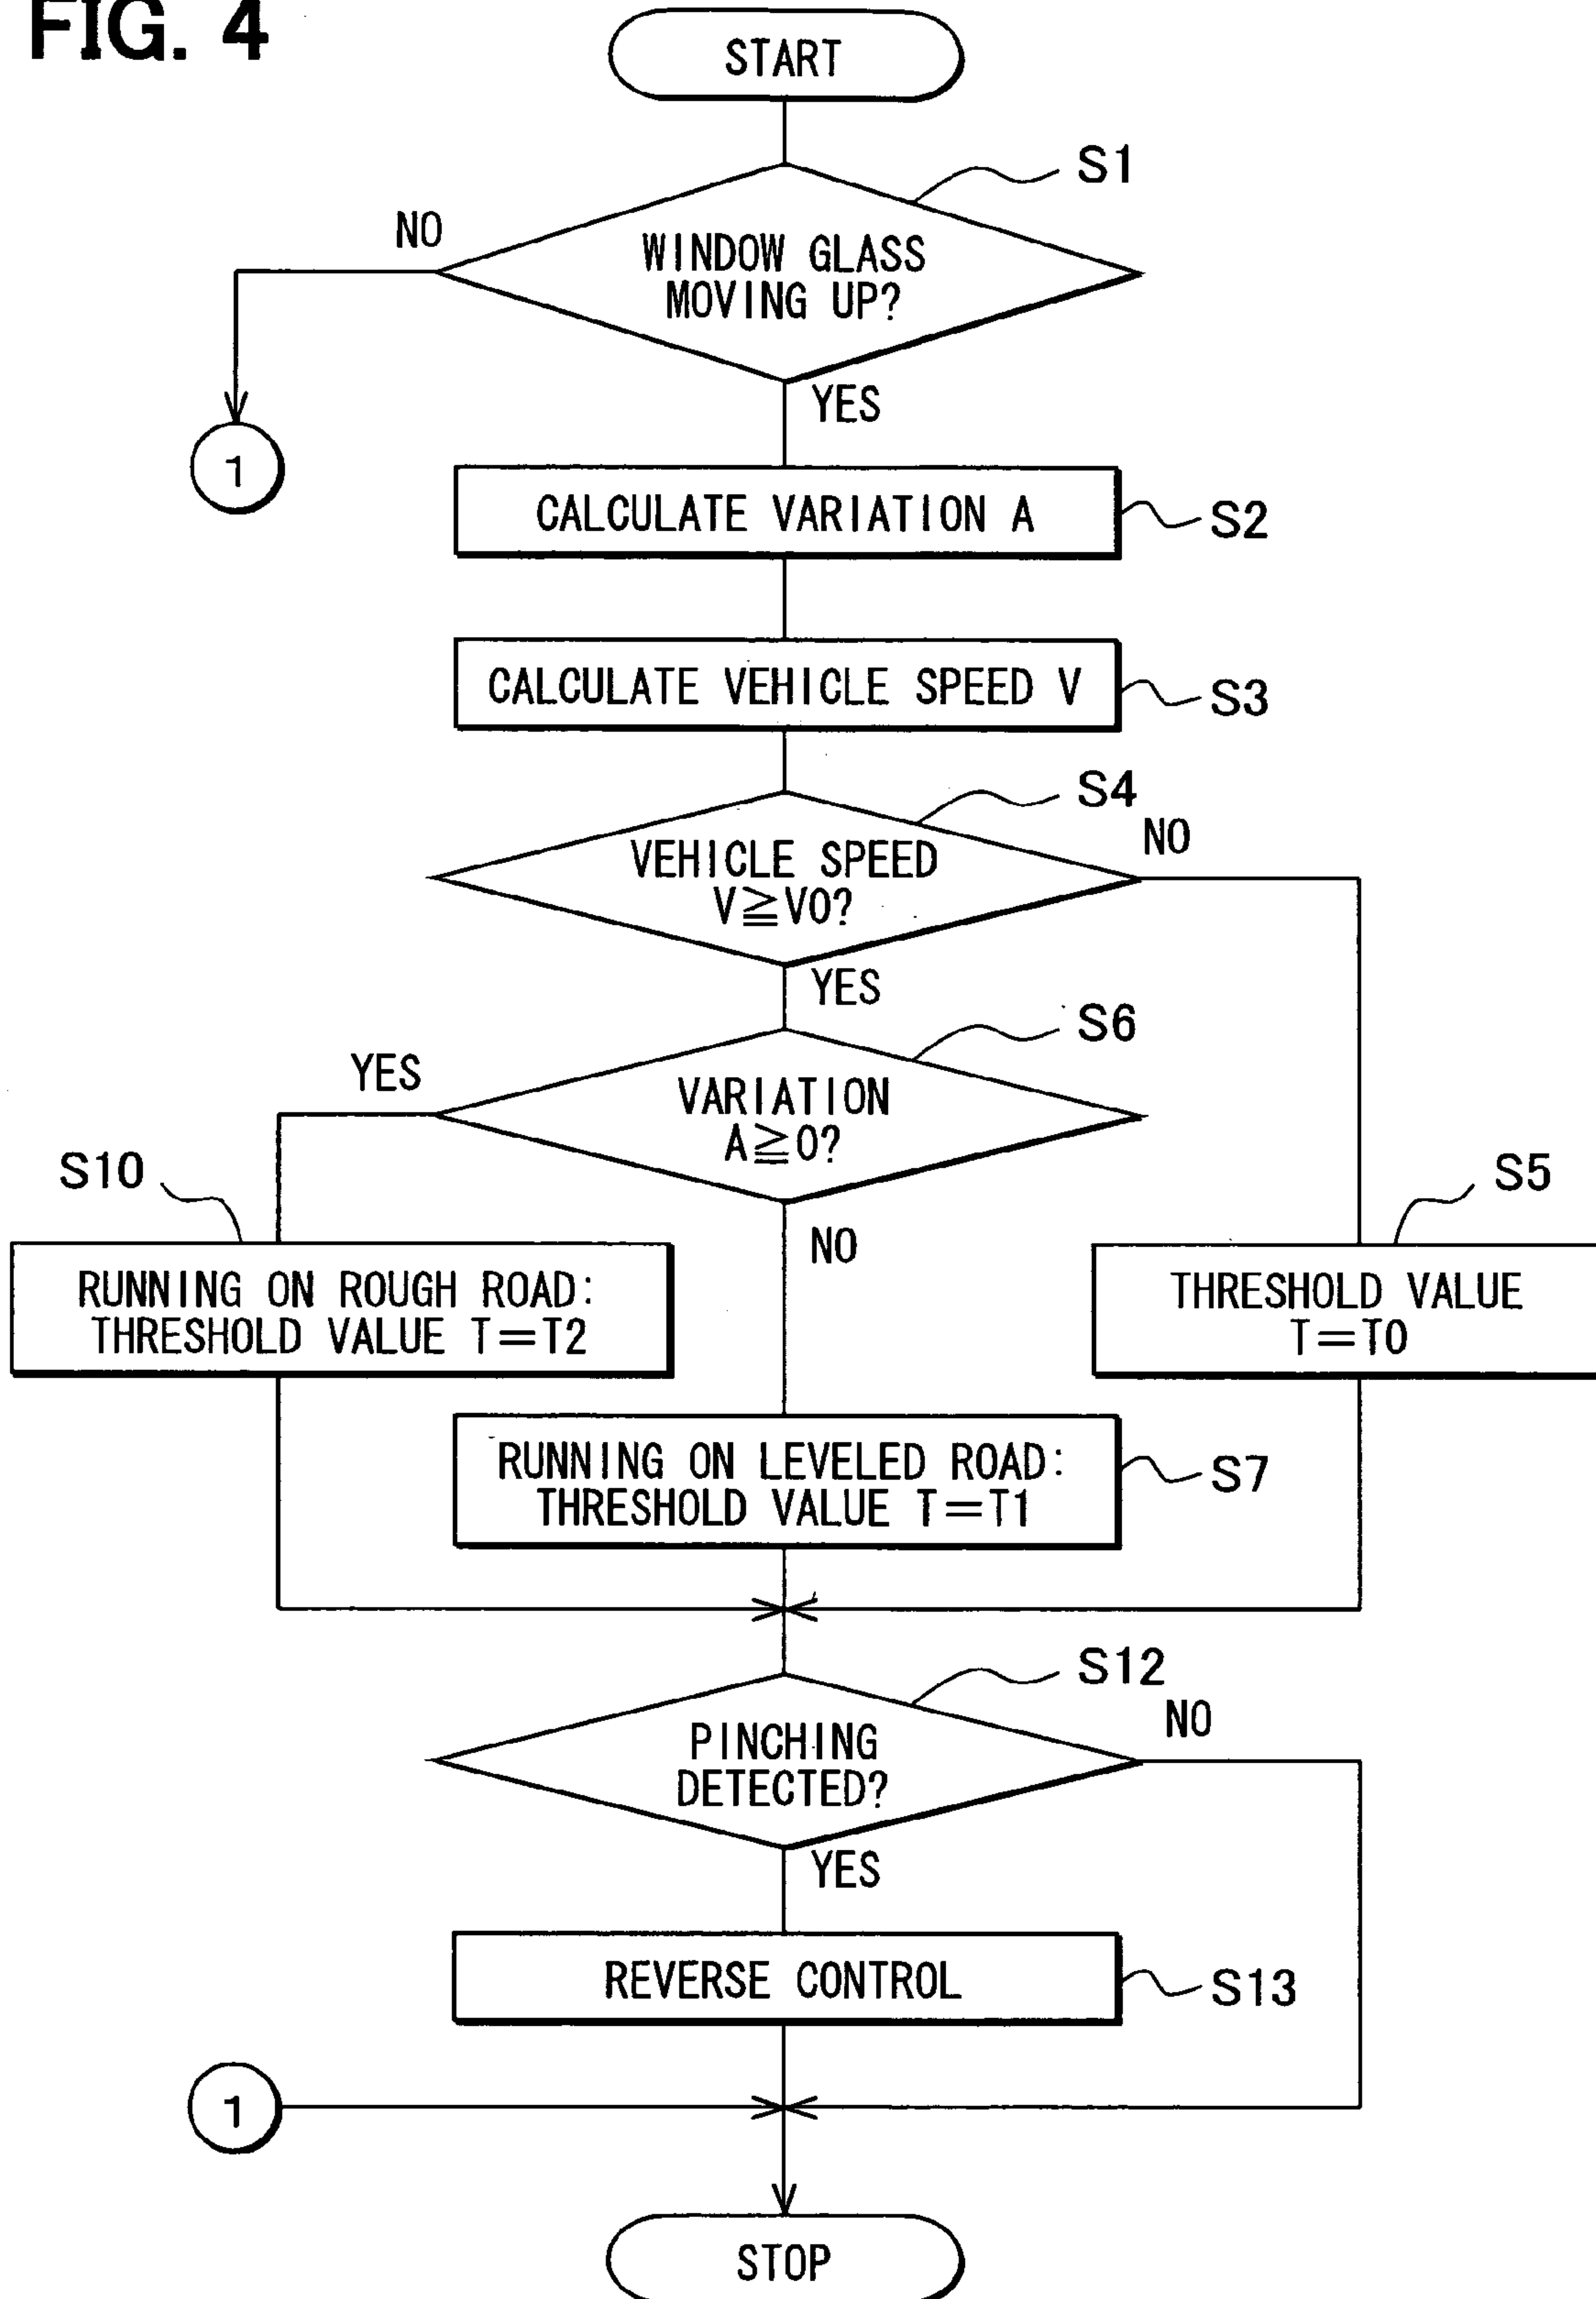 FIG. 4
START
S1
NO
WINDOW GLASS
MOVING UP?
YES
1
CALCULATE VARIATION A
S2
CALCULATE VEHICLE SPEED V
S3
S4
NO
VEHICLE SPEED
V≧V0?
YES
S6
YES
VARIATION
A≧0?
S10
S5
NO
RUNNING ON ROUGH ROAD:
THRESHOLD VALUE T=T2
THRESHOLD VALUE
T=T0
RUNNING ON LEVELED ROAD:
THRESHOLD VALUE T=T1
S7
S12
NO
PINCHING
DETECTED?
YES
REVERSE CONTROL
S13
1
STOP